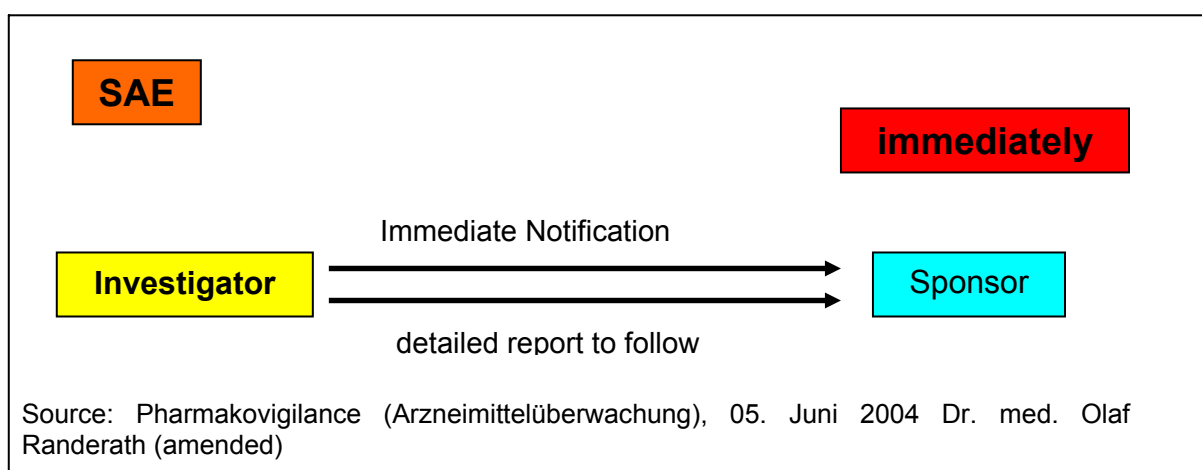 SAE
immediately
Immediate Notification
Investigator
Sponsor
detailed report to follow
Source: Pharmakovigilance (Arzneimittelüberwachung), 05. Juni 2004 Dr. med. Olaf
Randerath (amended)